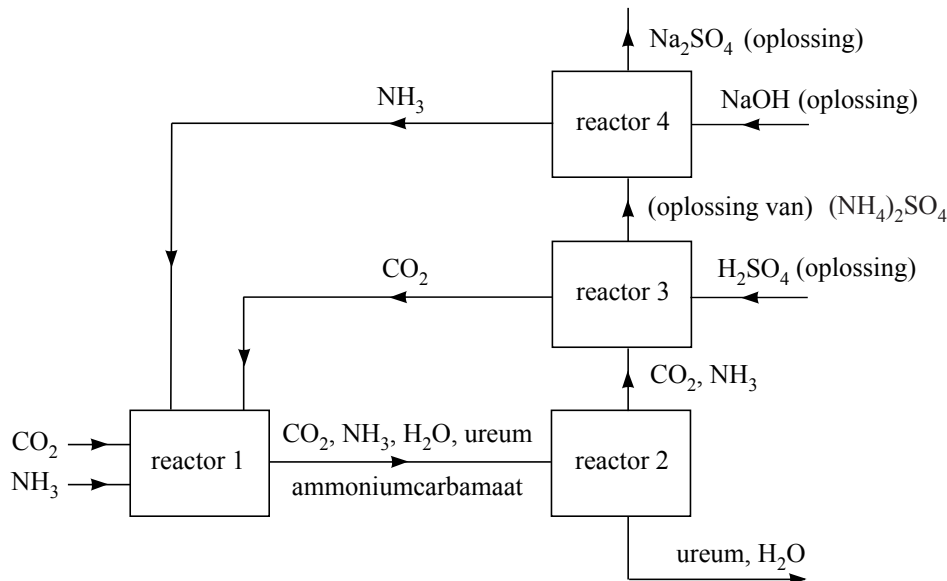 Na₂SO₄ (oplossing)
NH₃
reactor 4
NaOH (oplossing)
(oplossing van) (NH₄)₂SO₄
CO₂
reactor 3
H₂SO₄ (oplossing)
CO₂, NH₃
CO₂
NH₃
reactor 1
CO₂, NH₃, H₂O, ureum
ammoniumcarbamaat
reactor 2
ureum, H₂O